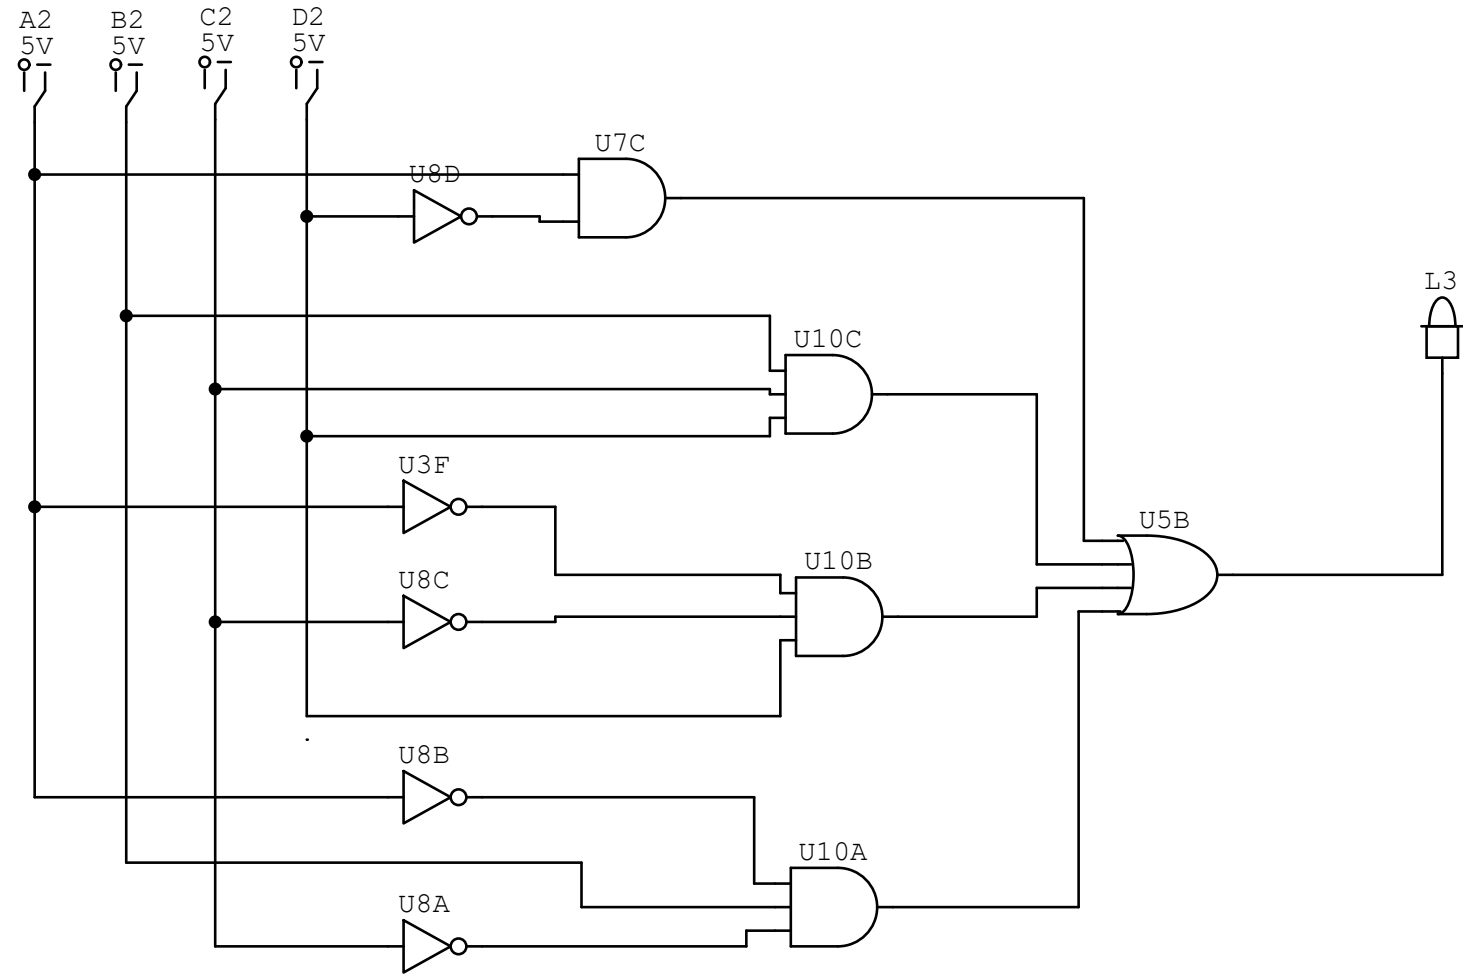 A2 B2 C2 D2
5V 5V 5V 5V
U7C
U8D
L3
U10C
U3F
U5B
U10B
U8C
U8B
U10A
U8A